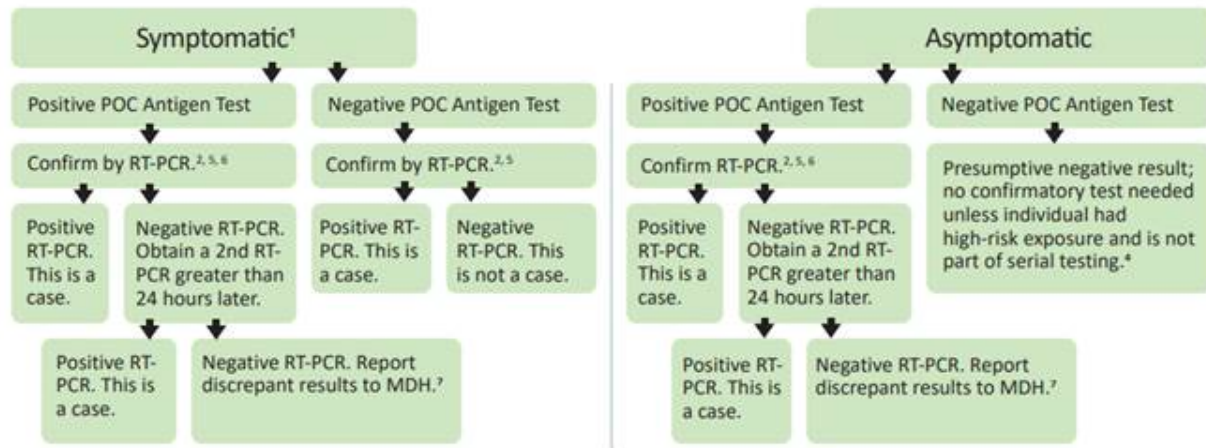 Symptomatic¹
Positive POC Antigen Test
Negative POC Antigen Test
Confirm by RT-PCR.²,⁵,⁶
Confirm by RT-PCR.²,⁵
Positive
RT-PCR.
This is a
case.
Negative RT-PCR.
Obtain a 2nd RT-
PCR greater than
24 hours later.
Positive RT-
PCR. This is
a case.
Negative
RT-PCR. This
is not a case.
Positive RT-
PCR. This is
a case.
Negative RT-PCR. Report
discrepant results to MDH.⁷
Asymptomatic
Positive POC Antigen Test
Negative POC Antigen Test
Confirm RT-PCR.²,⁵,⁶
Presumptive negative result;
no confirmatory test needed
unless individual had
high-risk exposure and is not
part of serial testing.⁴
Positive
RT-PCR.
This is a
case.
Negative RT-PCR.
Obtain a 2nd RT-
PCR greater than
24 hours later.
Positive RT-
PCR. This is
a case.
Negative RT-PCR. Report
discrepant results to MDH.⁷